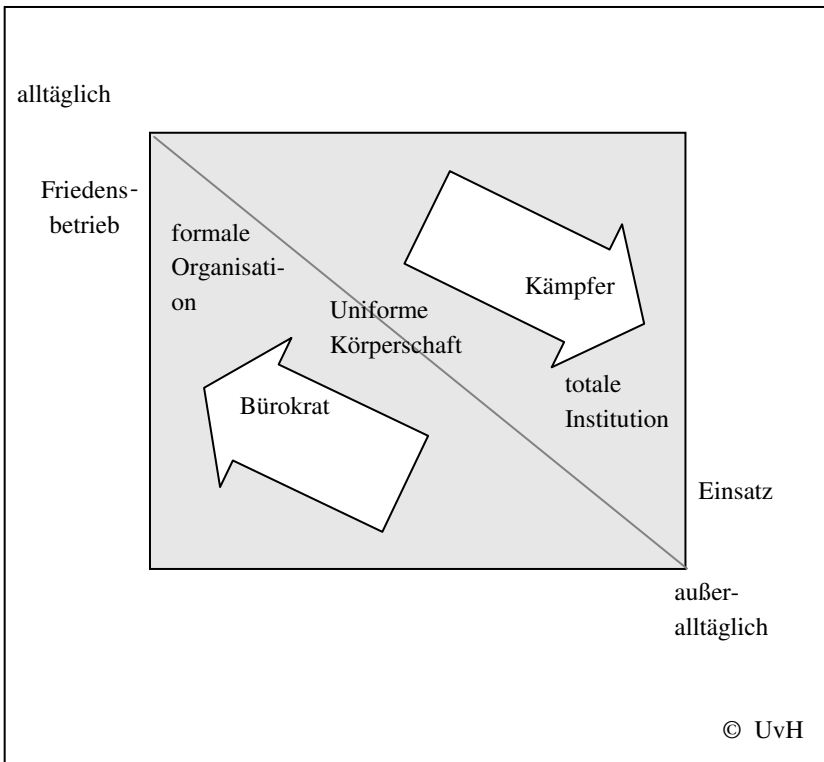 alltäglich
Friedens-
betrieb
formale
Organisati-
on
Kämpfer
Uniforme
Körperschaft
totale
Institution
Bürokrat
Einsatz
außer-
alltäglich
© UvH